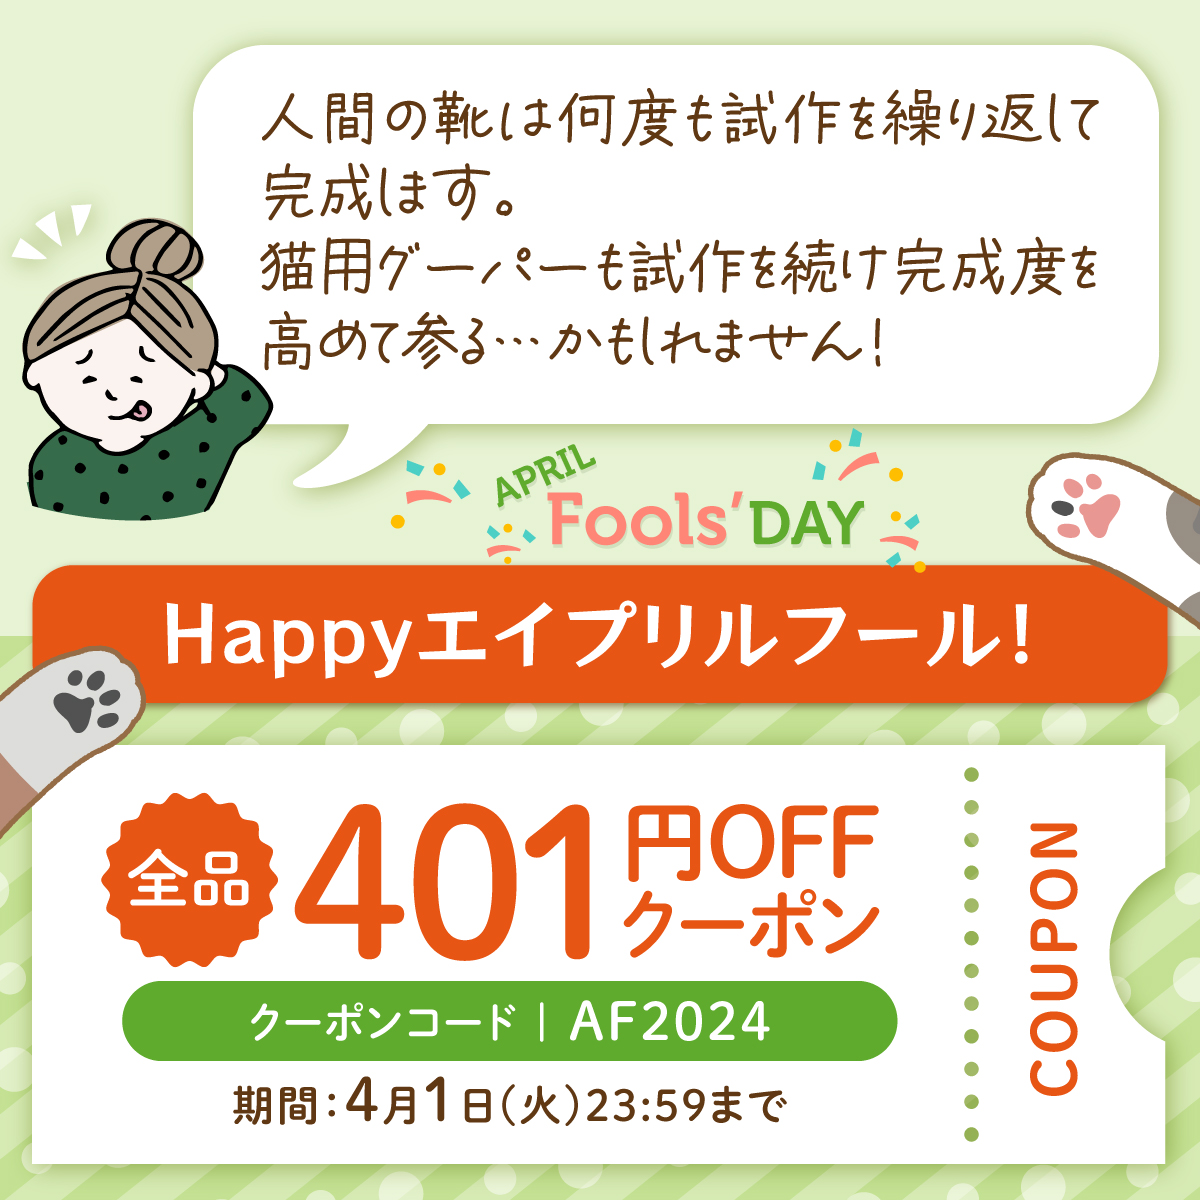 人間の靴は何度も試作を繰り返して
完成します。
猫用グーパーも試作を続け完成度を
高めて参る…かもしれません！
APRIL
Fools' DAY
Happyエイプリルフール！
全品
401円OFF
クーポン
クーポンコード | AF2024
期間：4月1日（火）23:59まで
COUPON